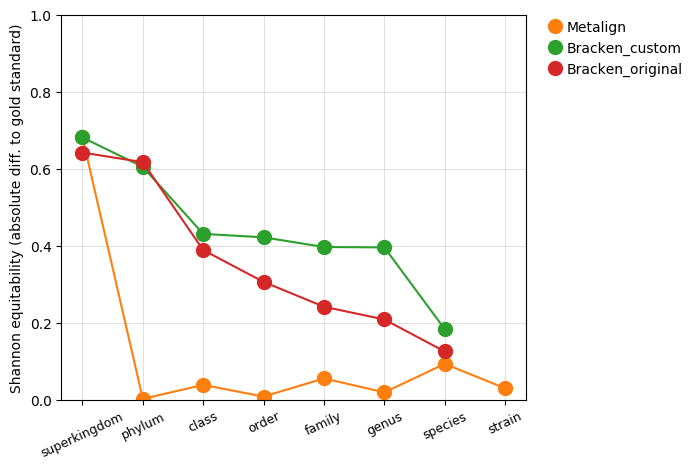 Shannon equitability (absolute diff. to gold standard)
1.0
0.8
0.6
0.4
0.2
0.0
superkingdom
phylum
class
order
family
genus
species
strain
Metalign
Bracken_custom
Bracken_original